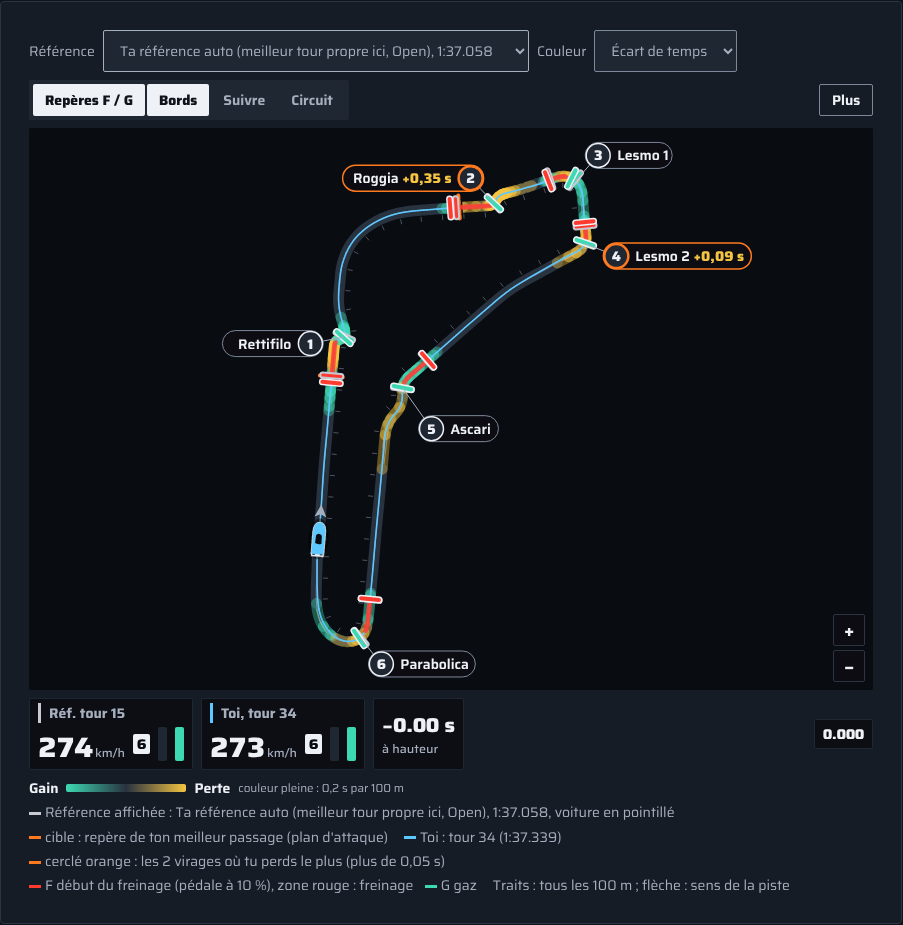 Référence Ta référence auto (meilleur tour propre ici, Open), 1:37.058 Couleur Écart de temps
Repères F / G Bords Suivre Circuit Plus
3 Lesmo 1
Roggia +0,35 s 2
4 Lesmo 2 +0,09 s
Rettifilo 1
5 Ascari
6 Parabolica
+
−
Réf. tour 15
274 km/h 6
Toi, tour 34
273 km/h 6
−0.00 s
à hauteur
0.000
Gain Perte couleur pleine : 0,2 s par 100 m
Référence affichée : Ta référence auto (meilleur tour propre ici, Open), 1:37.058, voiture en pointillé
cible : repère de ton meilleur passage (plan d'attaque) Toi : tour 34 (1:37.339)
cerclé orange : les 2 virages où tu perds le plus (plus de 0,05 s)
F début du freinage (pédale à 10 %), zone rouge : freinage G gaz Traits : tous les 100 m ; flèche : sens de la piste